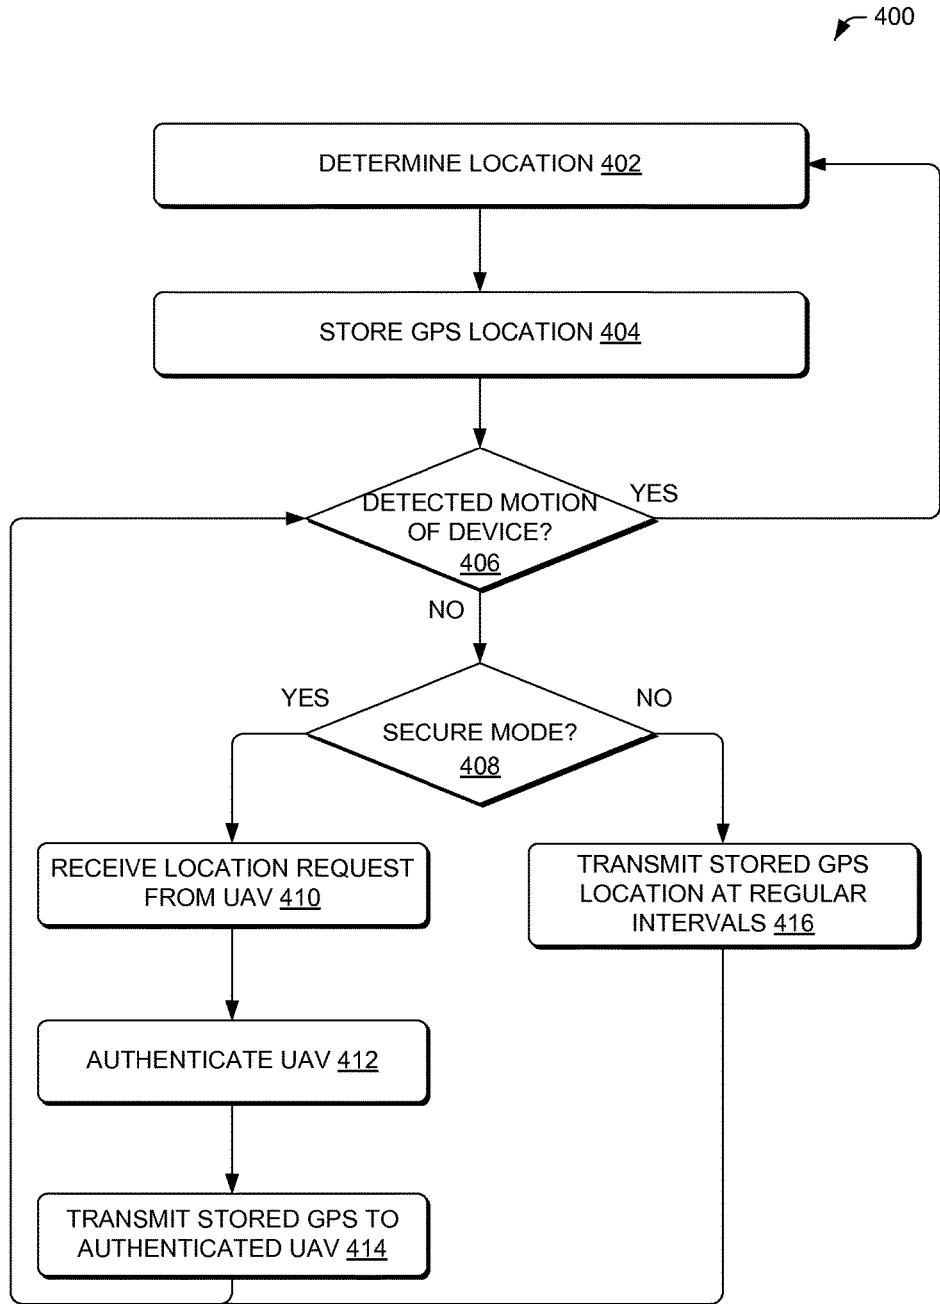 400
DETERMINE LOCATION 402
STORE GPS LOCATION 404
DETECTED MOTION
OF DEVICE?
406
YES
NO
SECURE MODE?
408
YES
NO
RECEIVE LOCATION REQUEST
FROM UAV 410
TRANSMIT STORED GPS
LOCATION AT REGULAR
INTERVALS 416
AUTHENTICATE UAV 412
TRANSMIT STORED GPS TO
AUTHENTICATED UAV 414